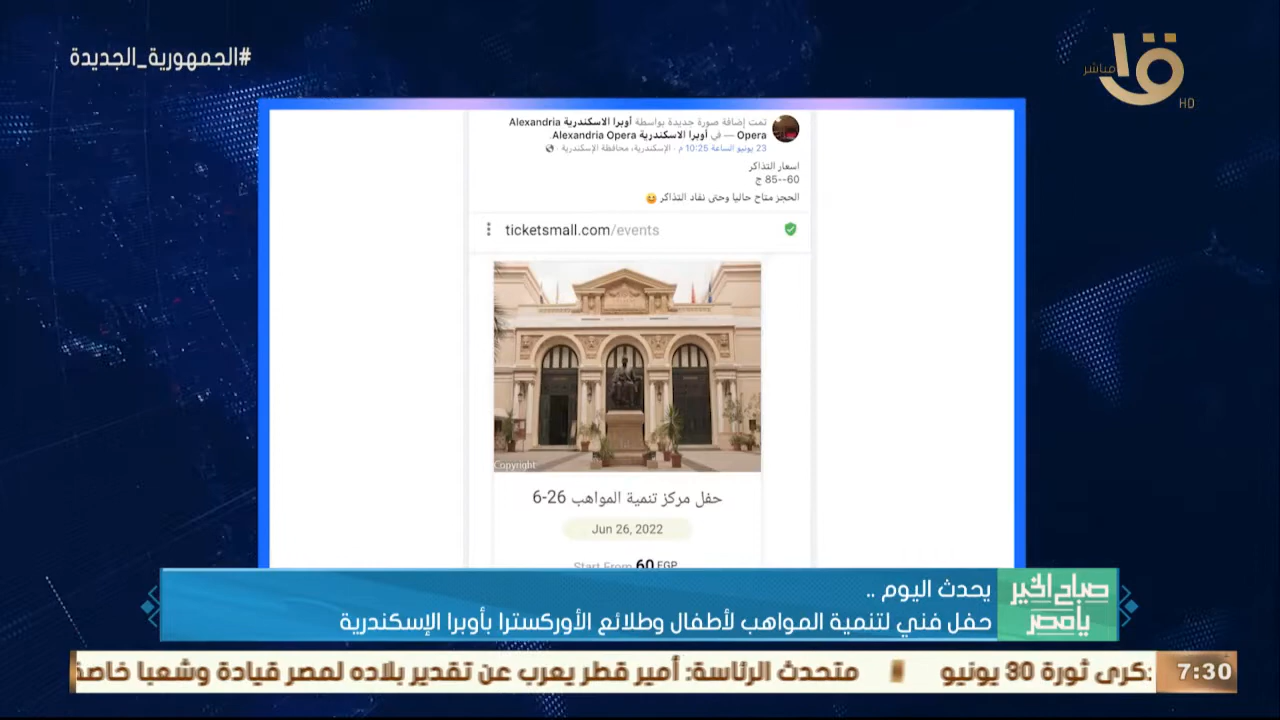 #الجمهورية_الجديدة
مباشر
HD
تمت إضافة صورة جديدة بواسطة أوبرا الاسكندرية Alexandria
Opera — في أوبرا الاسكندرية Alexandria Opera.
23 يونيو الساعة 10:25 م · الإسكندرية، محافظة الإسكندرية ·
اسعار التذاكر
60--85 ج
الحجز متاح حاليا وحتى نفاد التذاكر 😀
ticketsmall.com/events
Copyright
حفل مركز تنمية المواهب 26-6
Jun 26, 2022
Start From 60 EGP
صباح الخير
يا مصر
يحدث اليوم ..
حفل فني لتنمية المواهب لأطفال وطلائع الأوركسترا بأوبرا الإسكندرية
7:30
ذكرى ثورة 30 يونيو
متحدث الرئاسة: أمير قطر يعرب عن تقدير بلاده لمصر قيادة وشعبا